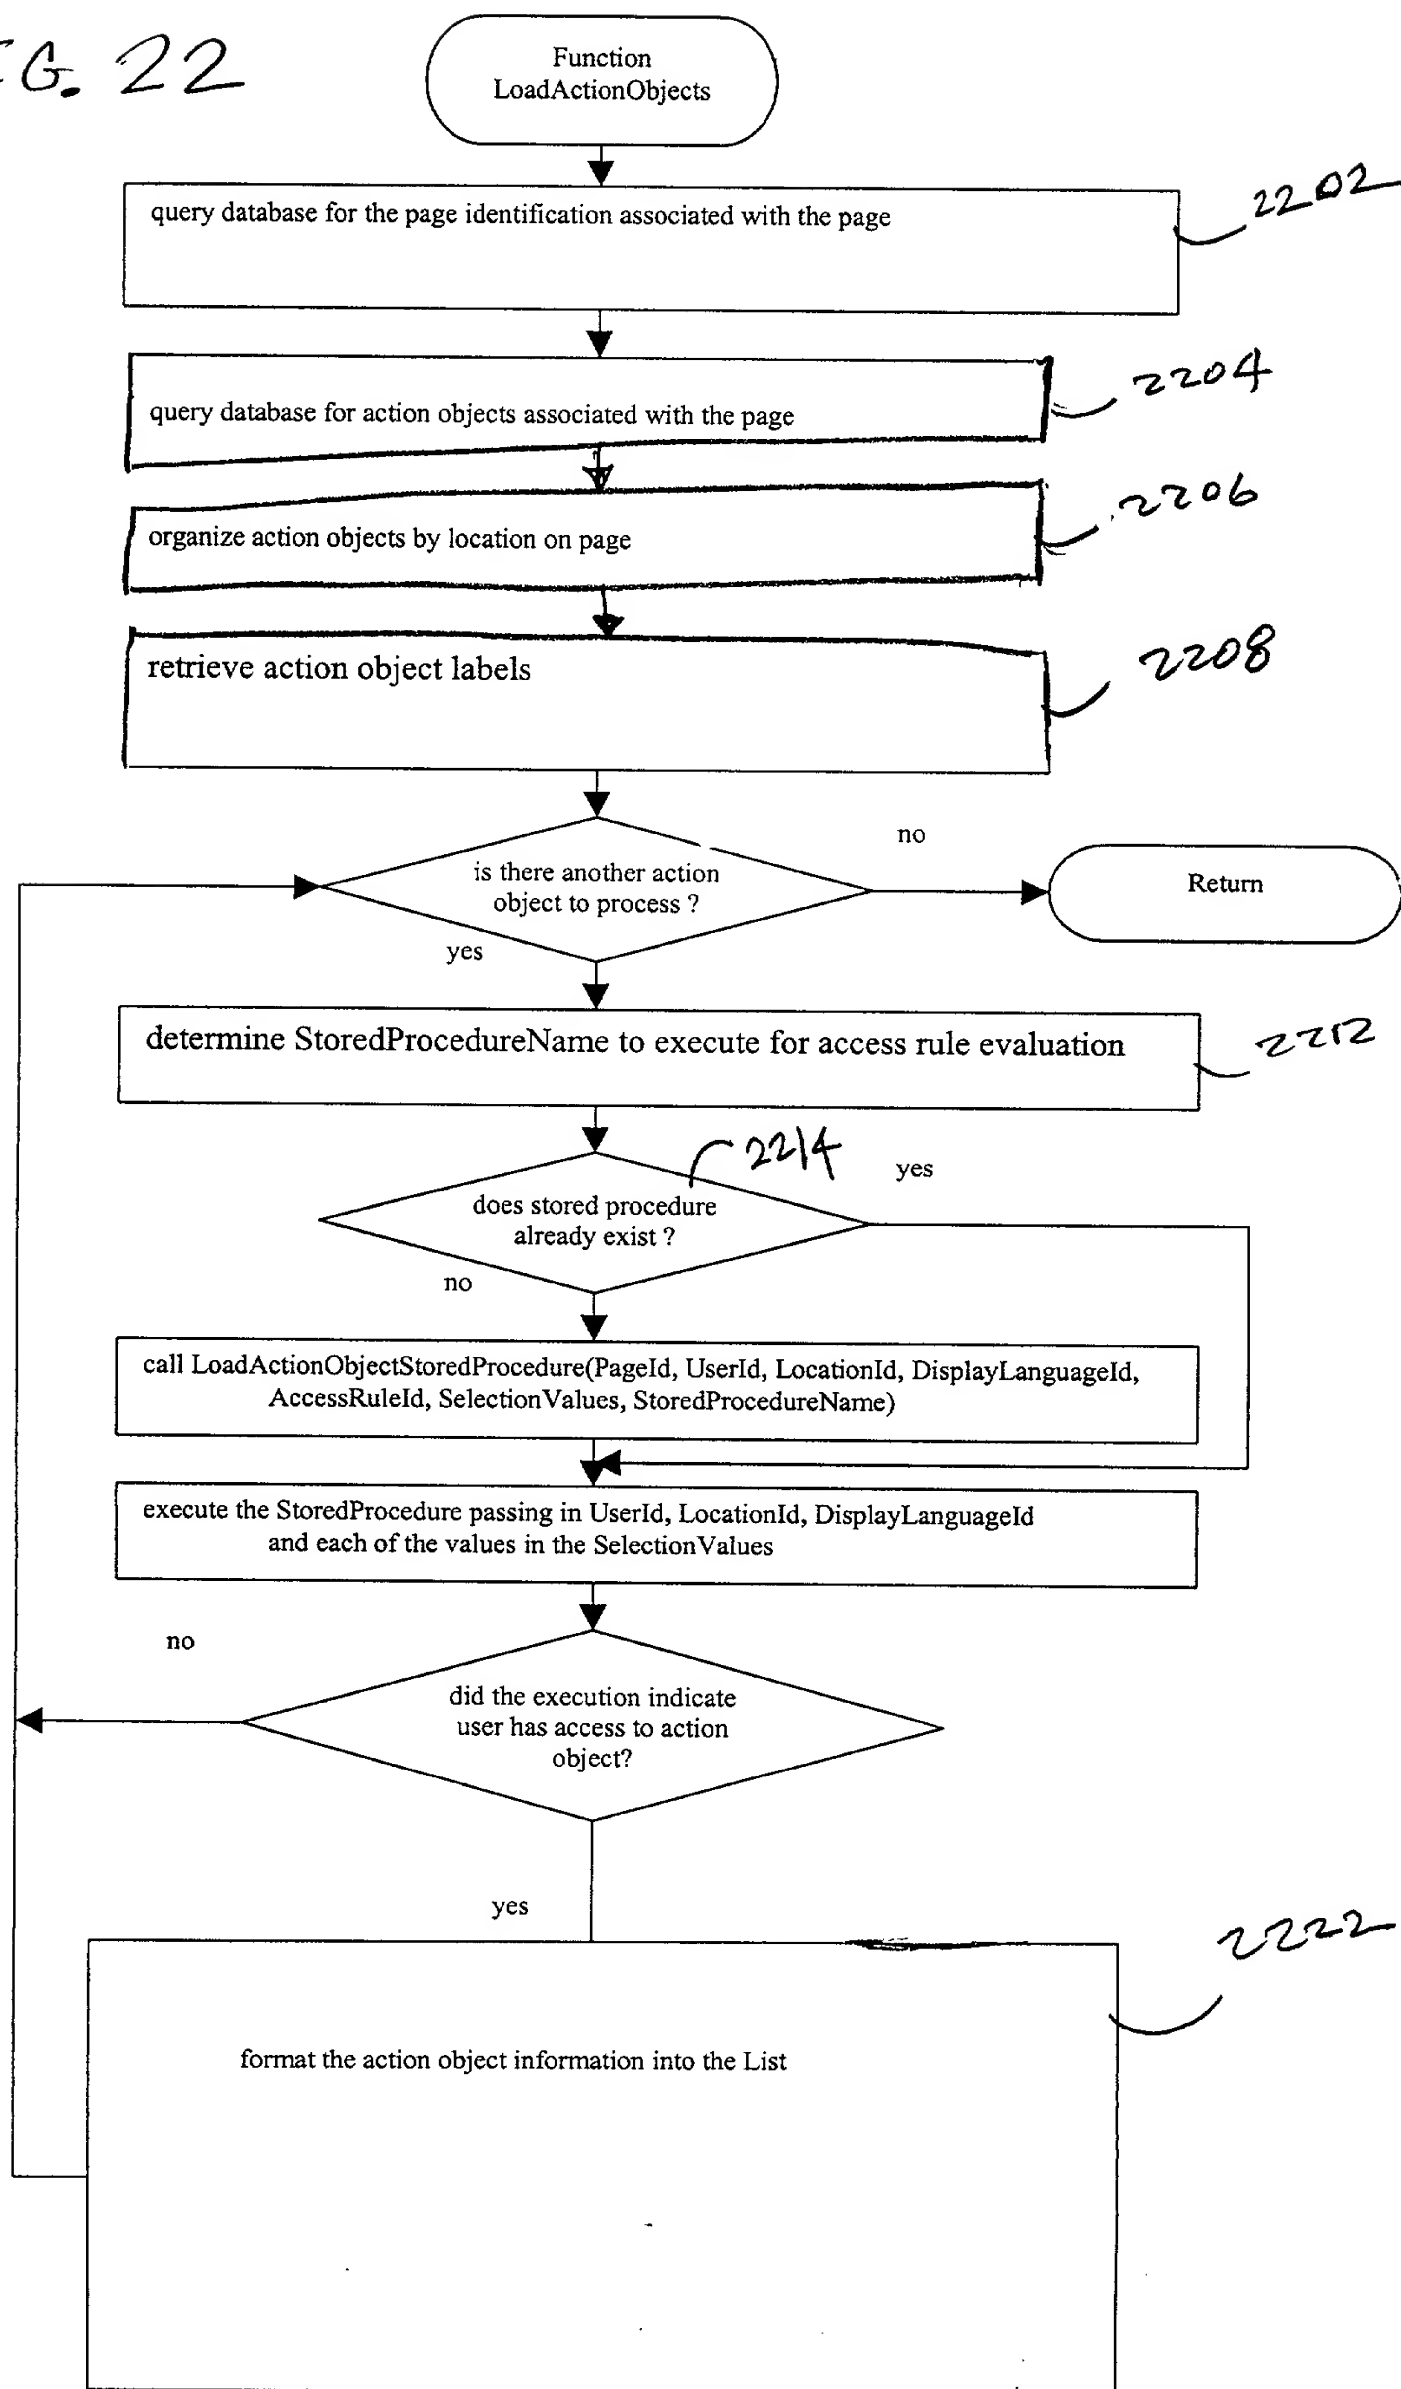 G. 22
Function
LoadActionObjects
query database for the page identification associated with the page
2202
query database for action objects associated with the page
2204
organize action objects by location on page
2206
retrieve action object labels
2208
is there another action
object to process ?
no
Return
yes
determine StoredProcedureName to execute for access rule evaluation
2212
2214
does stored procedure
already exist ?
yes
no
call LoadActionObjectStoredProcedure(PageId, UserId, LocationId, DisplayLanguageId,
AccessRuleId, SelectionValues, StoredProcedureName)
execute the StoredProcedure passing in UserId, LocationId, DisplayLanguageId
and each of the values in the SelectionValues
no
did the execution indicate
user has access to action
object?
yes
2222
format the action object information into the List